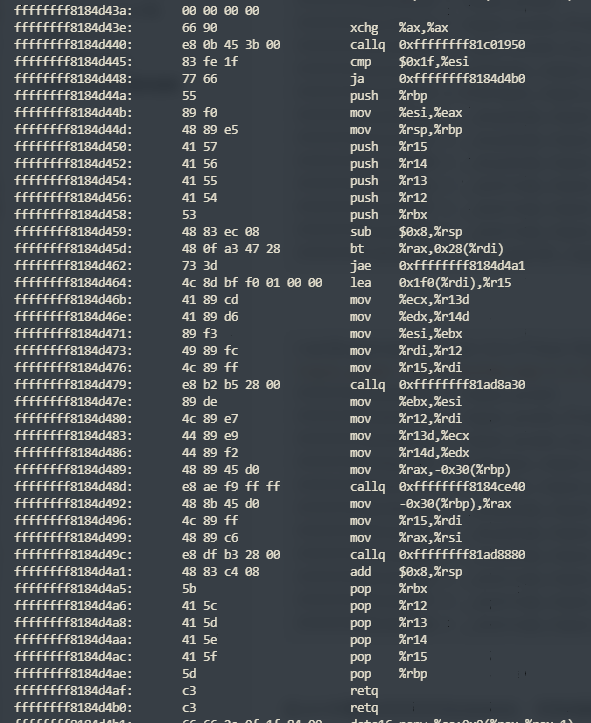 ffffffff8184d43a: 00 00 00 00
ffffffff8184d43e: 66 90 xchg %ax,%ax
ffffffff8184d440: e8 0b 45 3b 00 callq 0xffffffff81c01950
ffffffff8184d445: 83 fe 1f cmp $0x1f,%esi
ffffffff8184d448: 77 66 ja 0xffffffff8184d4b0
ffffffff8184d44a: 55 push %rbp
ffffffff8184d44b: 89 f0 mov %esi,%eax
ffffffff8184d44d: 48 89 e5 mov %rsp,%rbp
ffffffff8184d450: 41 57 push %r15
ffffffff8184d452: 41 56 push %r14
ffffffff8184d454: 41 55 push %r13
ffffffff8184d456: 41 54 push %r12
ffffffff8184d458: 53 push %rbx
ffffffff8184d459: 48 83 ec 08 sub $0x8,%rsp
ffffffff8184d45d: 48 0f a3 47 28 bt %rax,0x28(%rdi)
ffffffff8184d462: 73 3d jae 0xffffffff8184d4a1
ffffffff8184d464: 4c 8d bf f0 01 00 00 lea 0x1f0(%rdi),%r15
ffffffff8184d46b: 41 89 cd mov %ecx,%r13d
ffffffff8184d46e: 41 89 d6 mov %edx,%r14d
ffffffff8184d471: 89 f3 mov %esi,%ebx
ffffffff8184d473: 49 89 fc mov %rdi,%r12
ffffffff8184d476: 4c 89 ff mov %r15,%rdi
ffffffff8184d479: e8 b2 b5 28 00 callq 0xffffffff81ad8a30
ffffffff8184d47e: 89 de mov %ebx,%esi
ffffffff8184d480: 4c 89 e7 mov %r12,%rdi
ffffffff8184d483: 44 89 e9 mov %r13d,%ecx
ffffffff8184d486: 44 89 f2 mov %r14d,%edx
ffffffff8184d489: 48 89 45 d0 mov %rax,-0x30(%rbp)
ffffffff8184d48d: e8 ae f9 ff ff callq 0xffffffff8184ce40
ffffffff8184d492: 48 8b 45 d0 mov -0x30(%rbp),%rax
ffffffff8184d496: 4c 89 ff mov %r15,%rdi
ffffffff8184d499: 48 89 c6 mov %rax,%rsi
ffffffff8184d49c: e8 df b3 28 00 callq 0xffffffff81ad8880
ffffffff8184d4a1: 48 83 c4 08 add $0x8,%rsp
ffffffff8184d4a5: 5b pop %rbx
ffffffff8184d4a6: 41 5c pop %r12
ffffffff8184d4a8: 41 5d pop %r13
ffffffff8184d4aa: 41 5e pop %r14
ffffffff8184d4ac: 41 5f pop %r15
ffffffff8184d4ae: 5d pop %rbp
ffffffff8184d4af: c3 retq
ffffffff8184d4b0: c3 retq